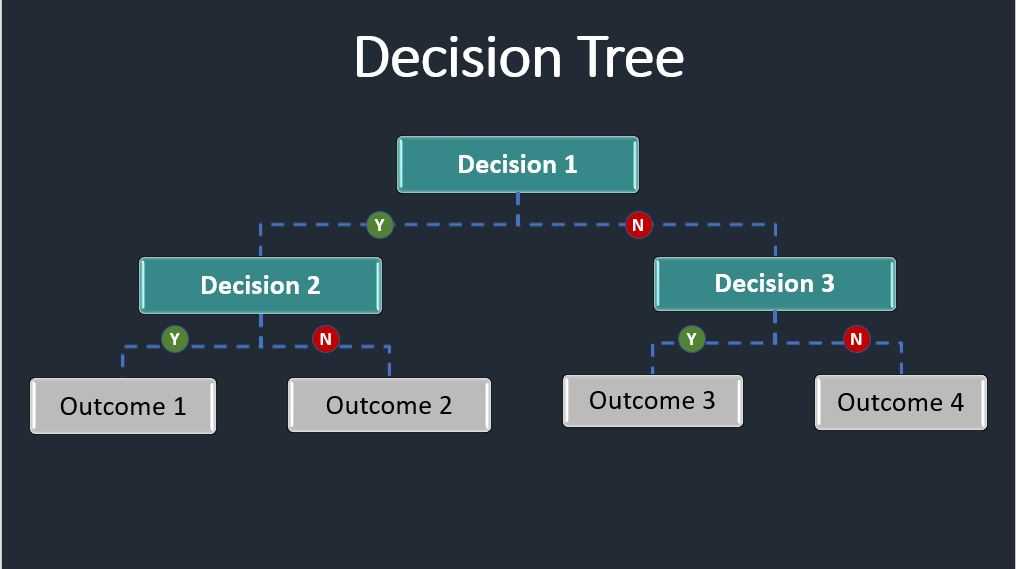 Decision Tree
Decision 1
Y
N
Decision 2
Decision 3
Y
N
Y
N
Outcome 1
Outcome 2
Outcome 3
Outcome 4